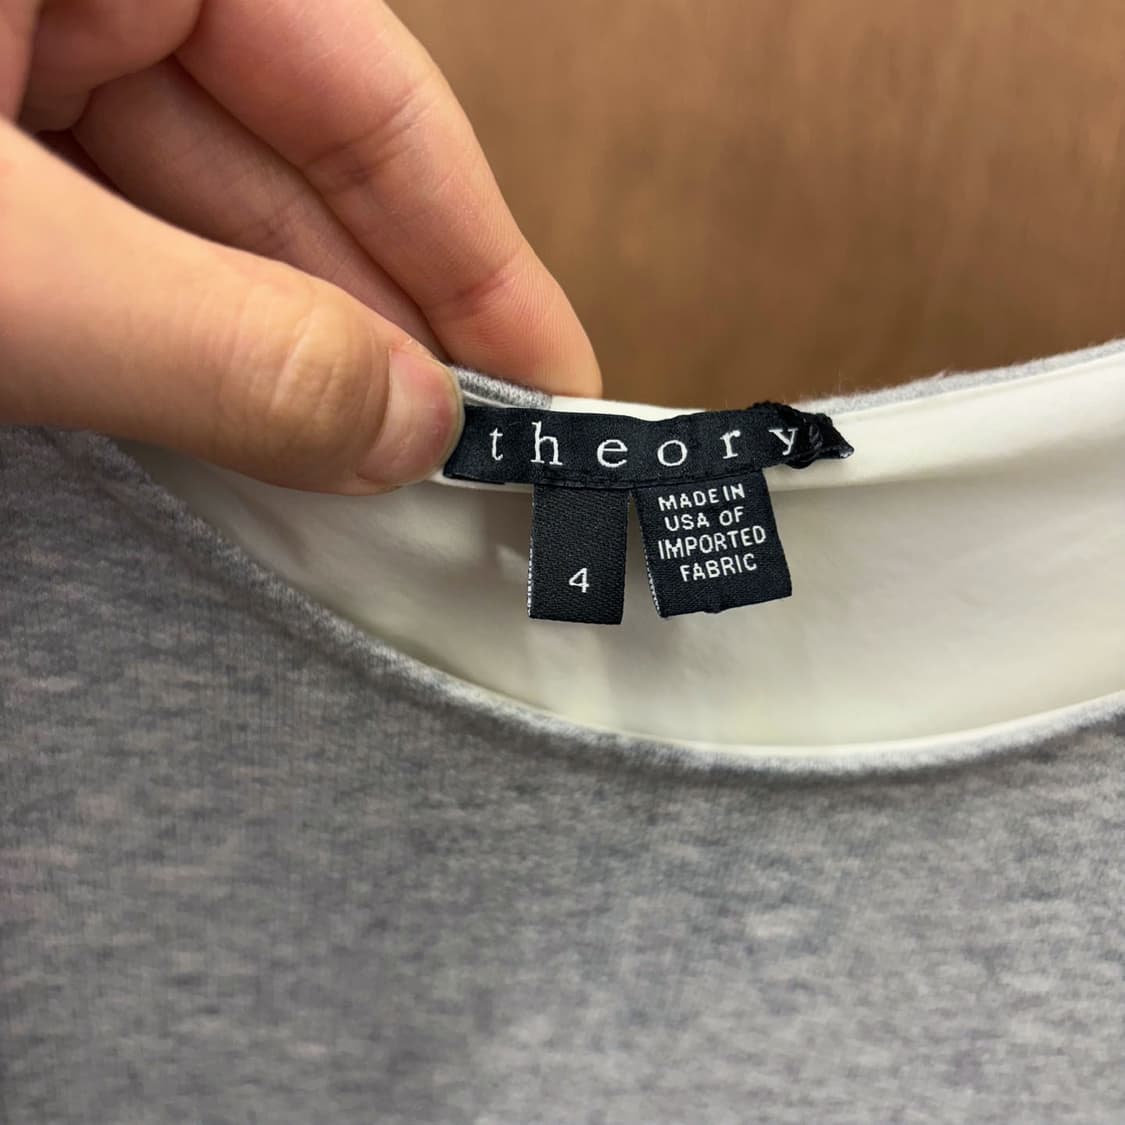 theory
4
MADE IN
USA OF
IMPORTED
FABRIC